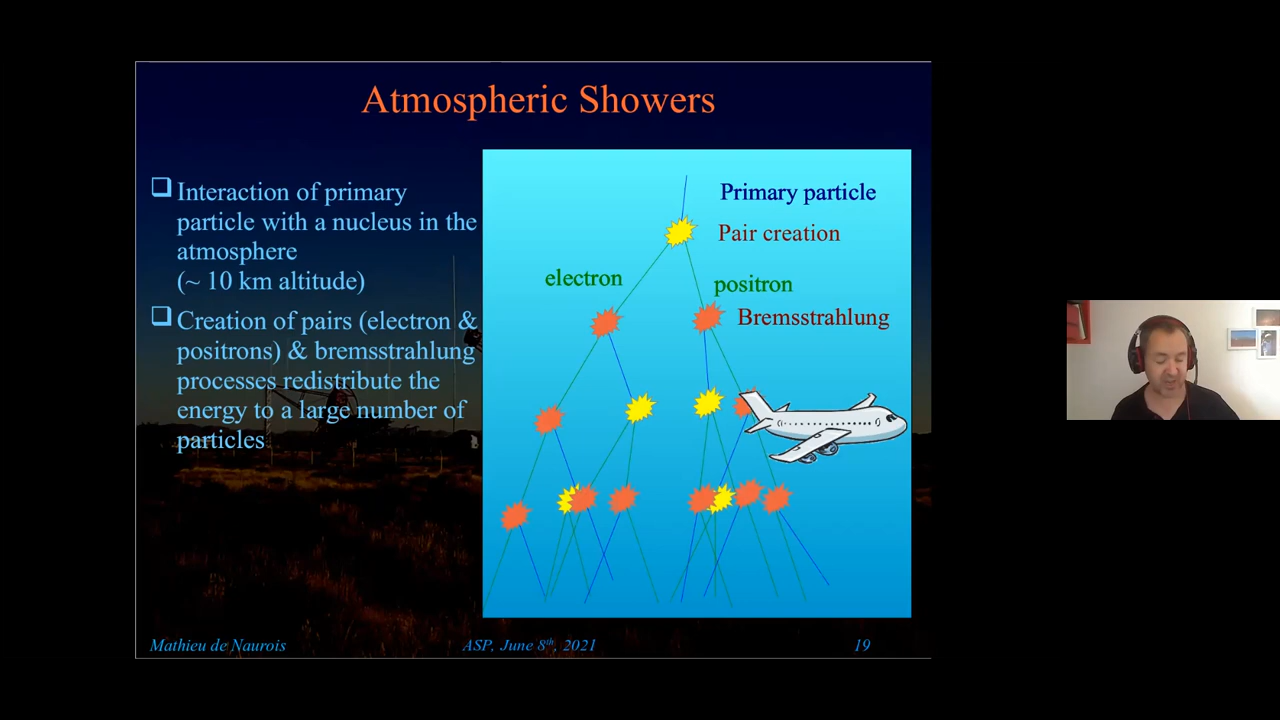 Atmospheric Showers
Interaction of primary
particle with a nucleus in the
atmosphere
(~ 10 km altitude)
Creation of pairs (electron &
positrons) & bremsstrahlung
processes redistribute the
energy to a large number of
particles
Primary particle
Pair creation
electron
positron
Bremsstrahlung
Mathieu de Naurois
ASP, June 8th, 2021
19